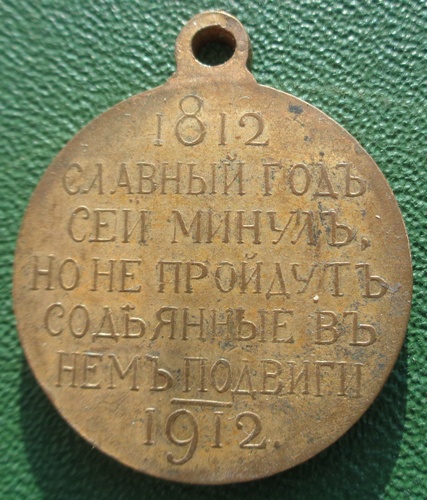 1812
СЛАВНЫЙ ГОДЪ
СЕЙ МИНУЛЪ,
НО НЕ ПРОЙДУТЪ
СОДѢЯННЫЕ ВЪ
НЕМЪ ПОДВИГИ
1912.